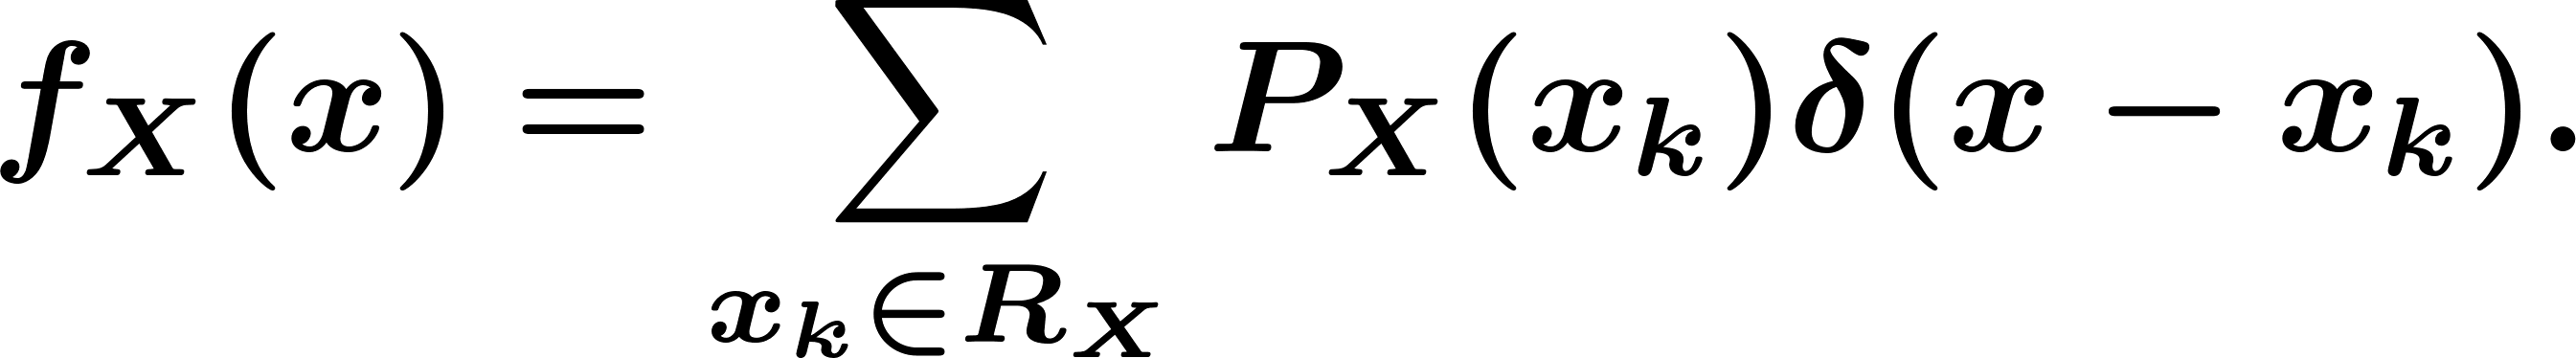 $f_X(x) = \sum_{x_k \in R_X} P_X(x_k)\delta(x - x_k).$